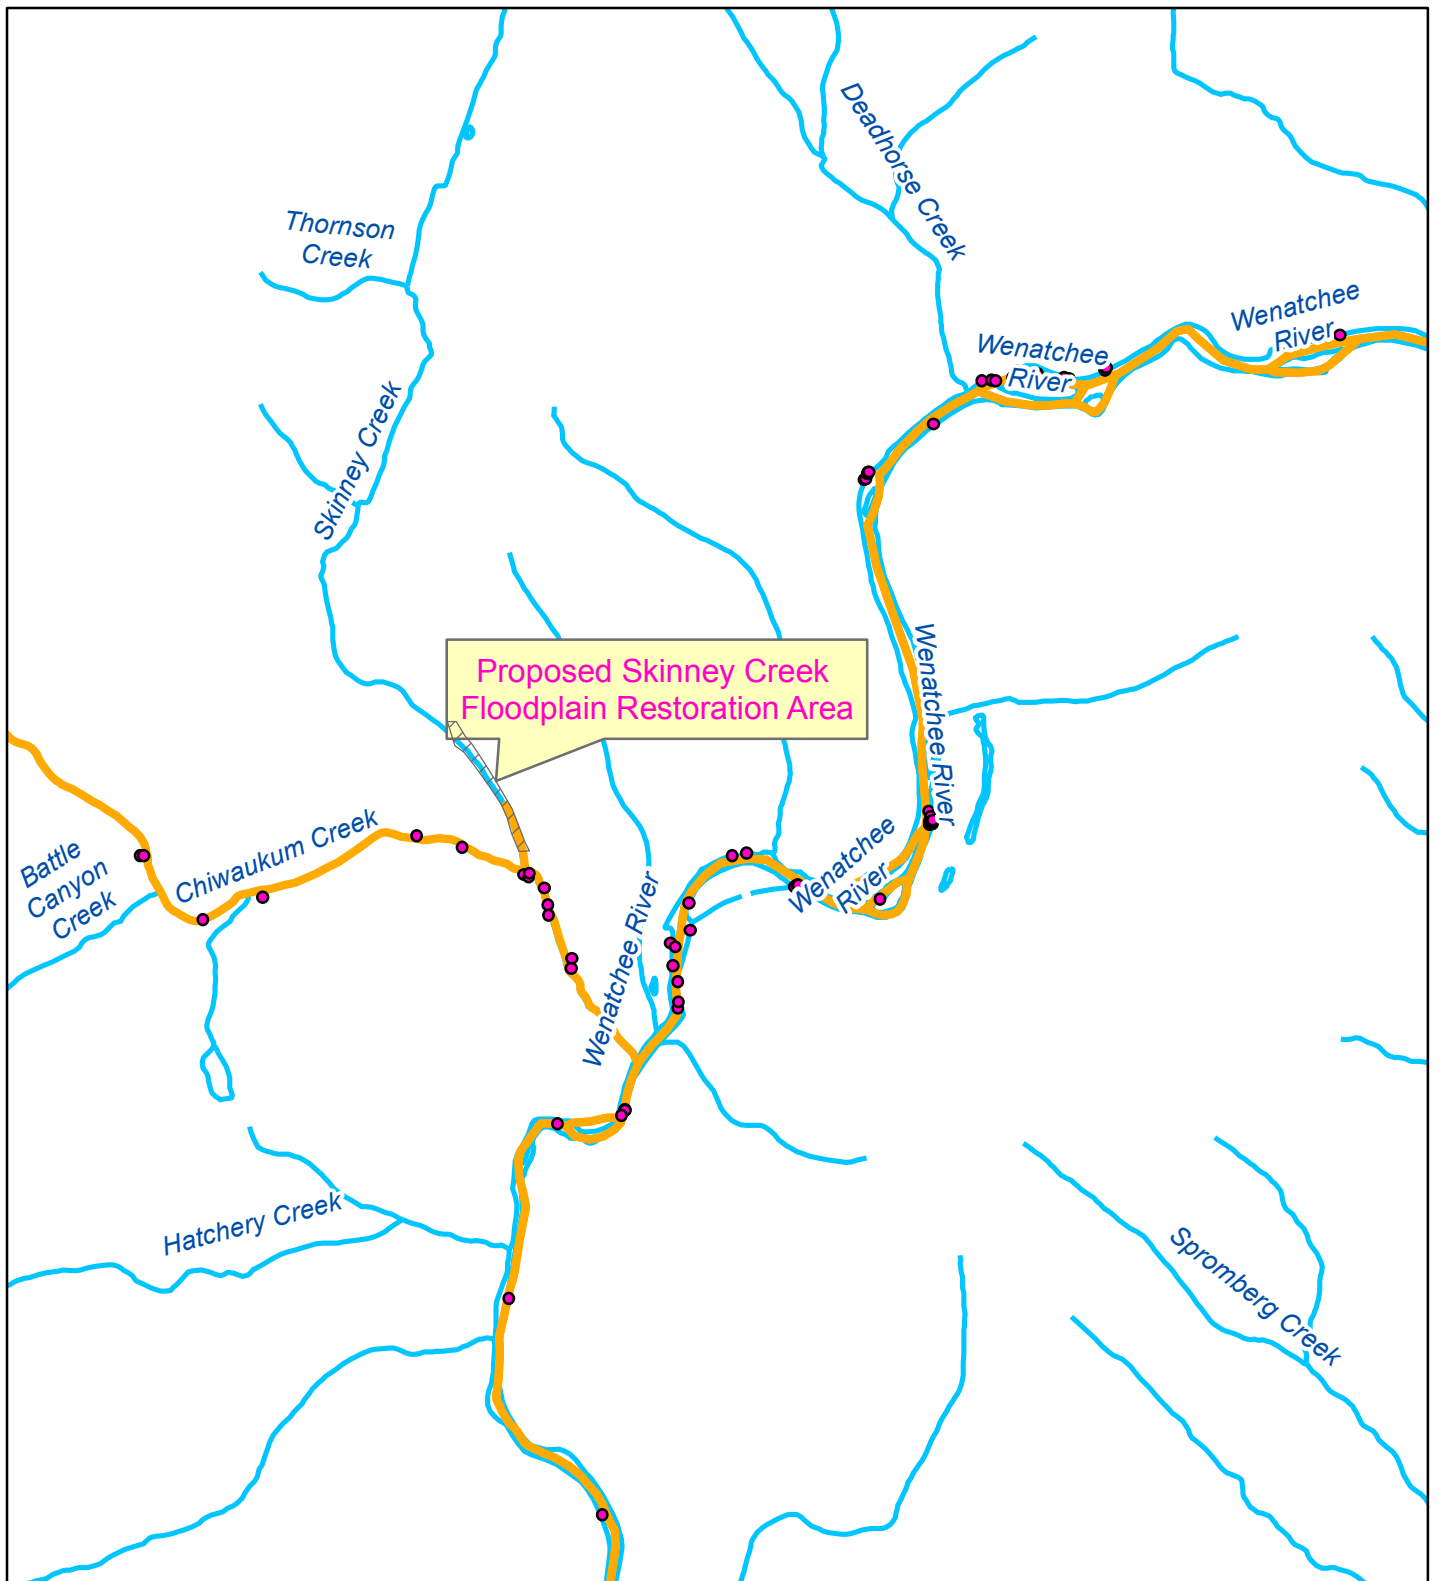 Deadhorse Creek
Thornson
Creek
Wenatchee
River
Wenatchee
River
Skinney Creek
Proposed Skinney Creek
Floodplain Restoration Area
Wenatchee River
Chiwaukum Creek
Battle
Canyon
Creek
Wenatchee
River
Wenatchee River
Hatchery Creek
Spromberg Creek